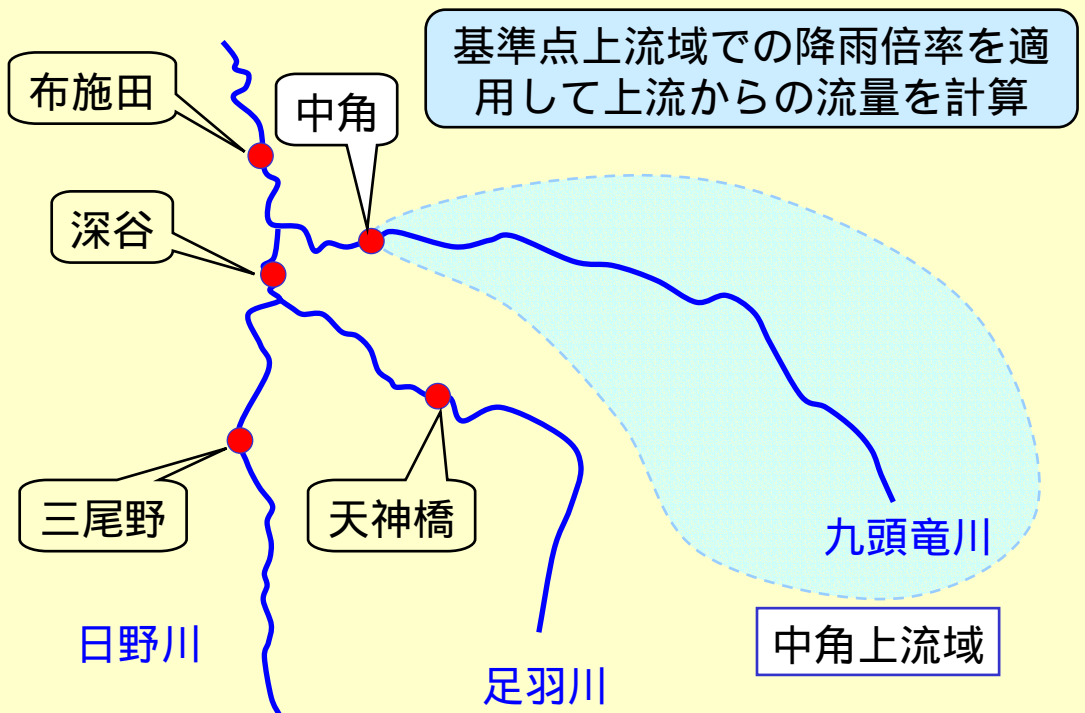 基準点上流域での降雨倍率を適
用して上流からの流量を計算
布施田
中角
深谷
三尾野
天神橋
九頭竜川
日野川
足羽川
中角上流域